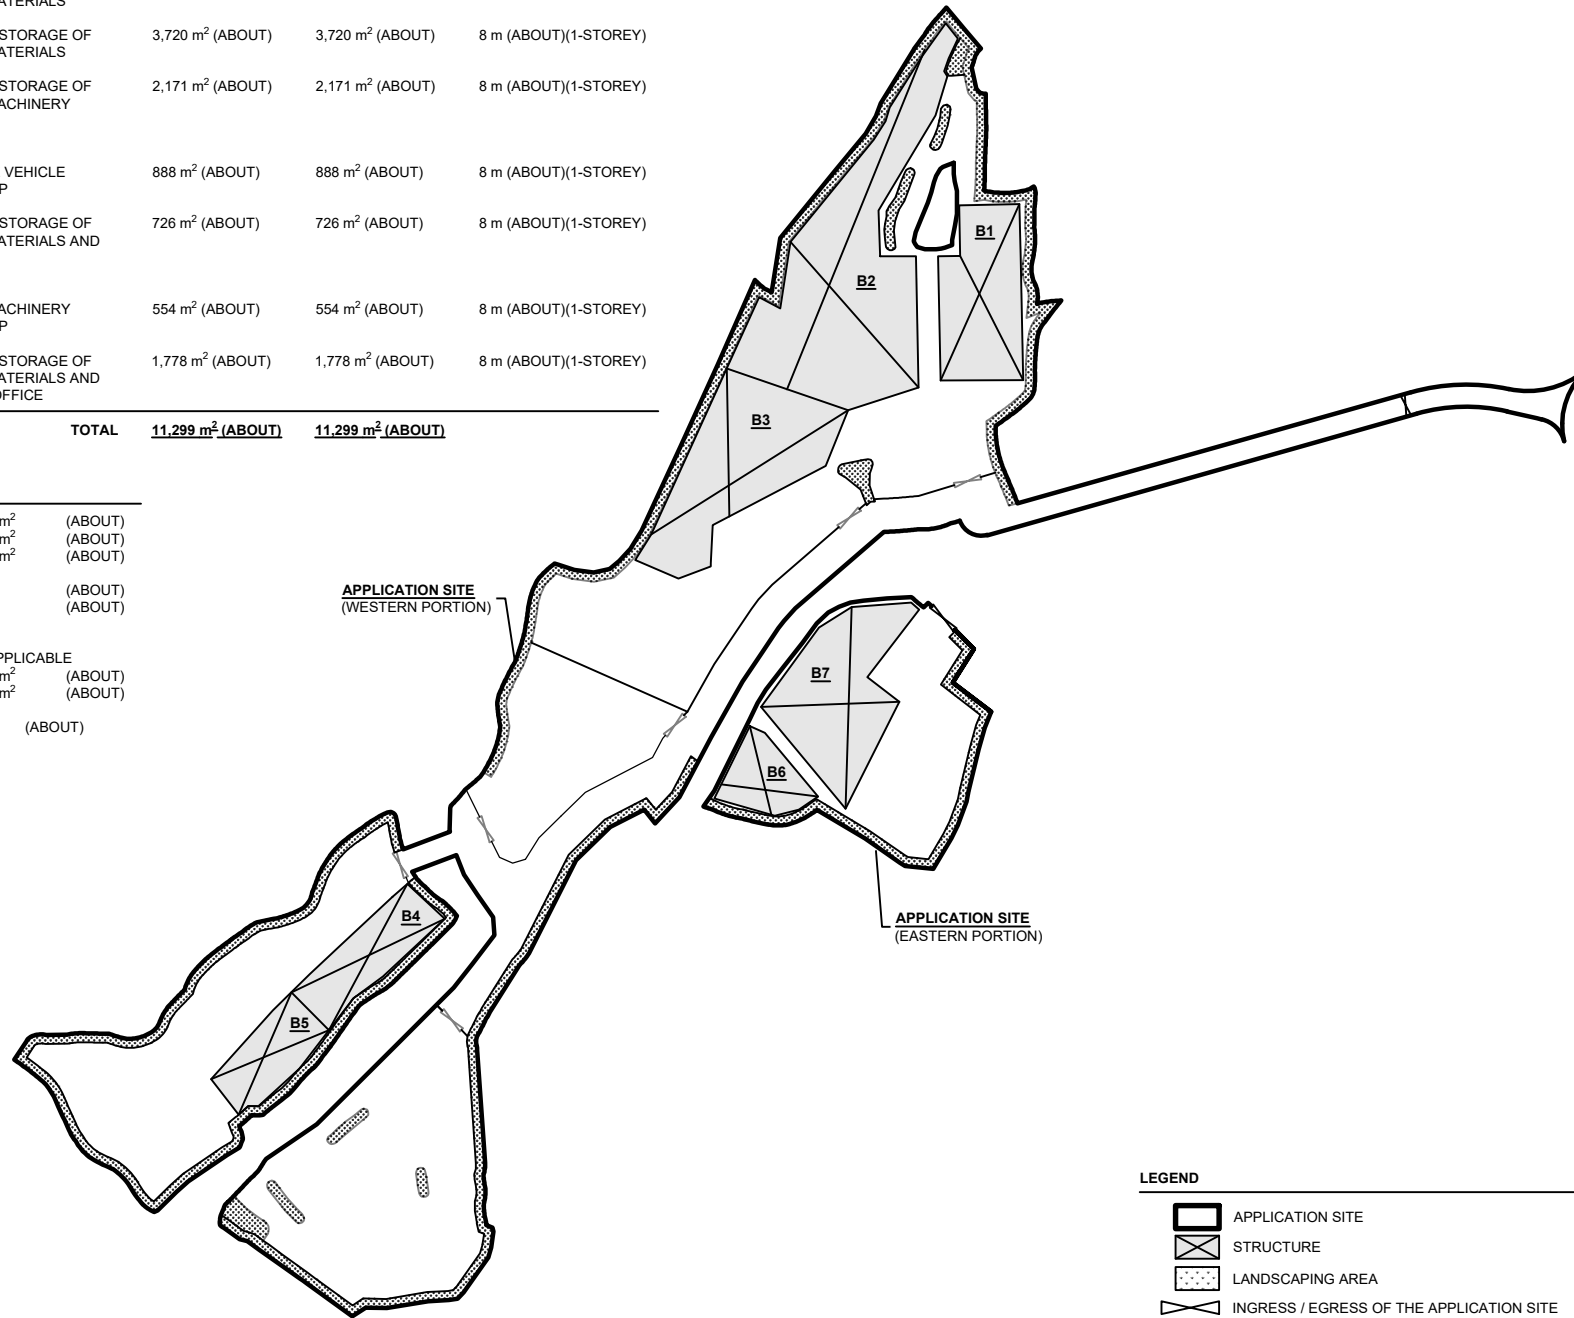 STORAGE OF 3,720 m² (ABOUT) 3,720 m² (ABOUT) 8 m (ABOUT)(1-STOREY)
STORAGE OF 2,171 m² (ABOUT) 2,171 m² (ABOUT) 8 m (ABOUT)(1-STOREY)
VEHICLE 888 m² (ABOUT) 888 m² (ABOUT) 8 m (ABOUT)(1-STOREY)
P
STORAGE OF 726 m² (ABOUT) 726 m² (ABOUT) 8 m (ABOUT)(1-STOREY)
ATERIALS AND
ACHINERY 554 m² (ABOUT) 554 m² (ABOUT) 8 m (ABOUT)(1-STOREY)
P
STORAGE OF 1,778 m² (ABOUT) 1,778 m² (ABOUT) 8 m (ABOUT)(1-STOREY)
ATERIALS AND
OFFICE
TOTAL 11,299 m² (ABOUT) 11,299 m² (ABOUT)
m² (ABOUT)
m² (ABOUT)
m² (ABOUT)
(ABOUT)
(ABOUT)
PPLICABLE
m² (ABOUT)
m² (ABOUT)
(ABOUT)
B1
B2
B3
APPLICATION SITE
(WESTERN PORTION)
B7
B6
B4
APPLICATION SITE
(EASTERN PORTION)
B5
LEGEND
APPLICATION SITE
STRUCTURE
LANDSCAPING AREA
INGRESS / EGRESS OF THE APPLICATION SITE